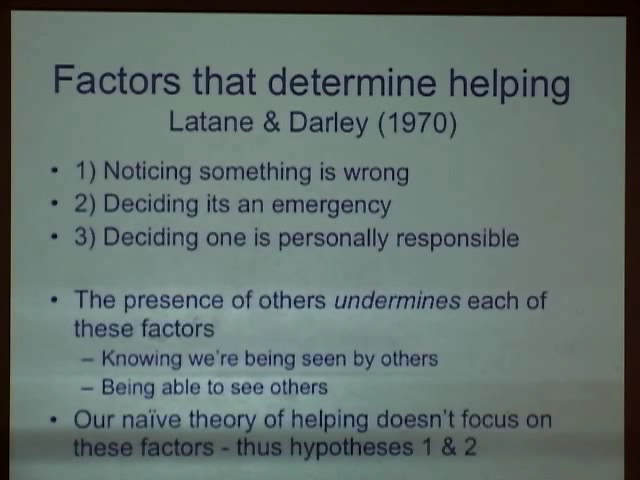 Factors that determine helping
Latane & Darley (1970)
• 1) Noticing something is wrong
• 2) Deciding its an emergency
• 3) Deciding one is personally responsible
• The presence of others undermines each of
these factors
– Knowing we're being seen by others
– Being able to see others
• Our naïve theory of helping doesn't focus on
these factors - thus hypotheses 1 & 2